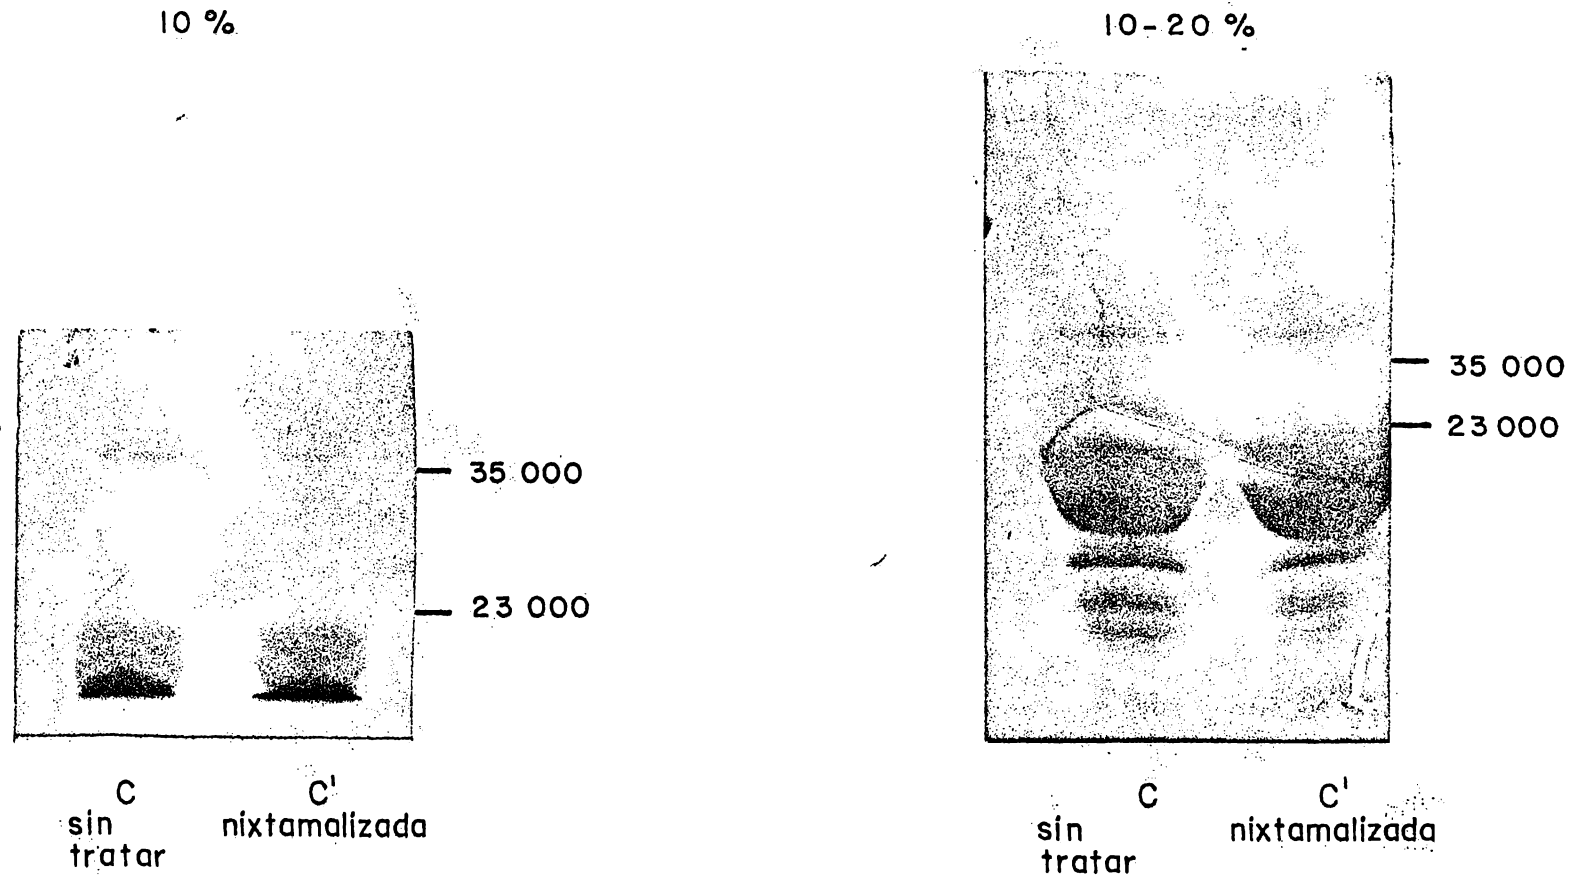 10 %
35 000
23 000
C
sin
tratar
C'
nixtamalizada
10-20 %
35 000
23 000
C
sin
tratar
C'
nixtamalizada